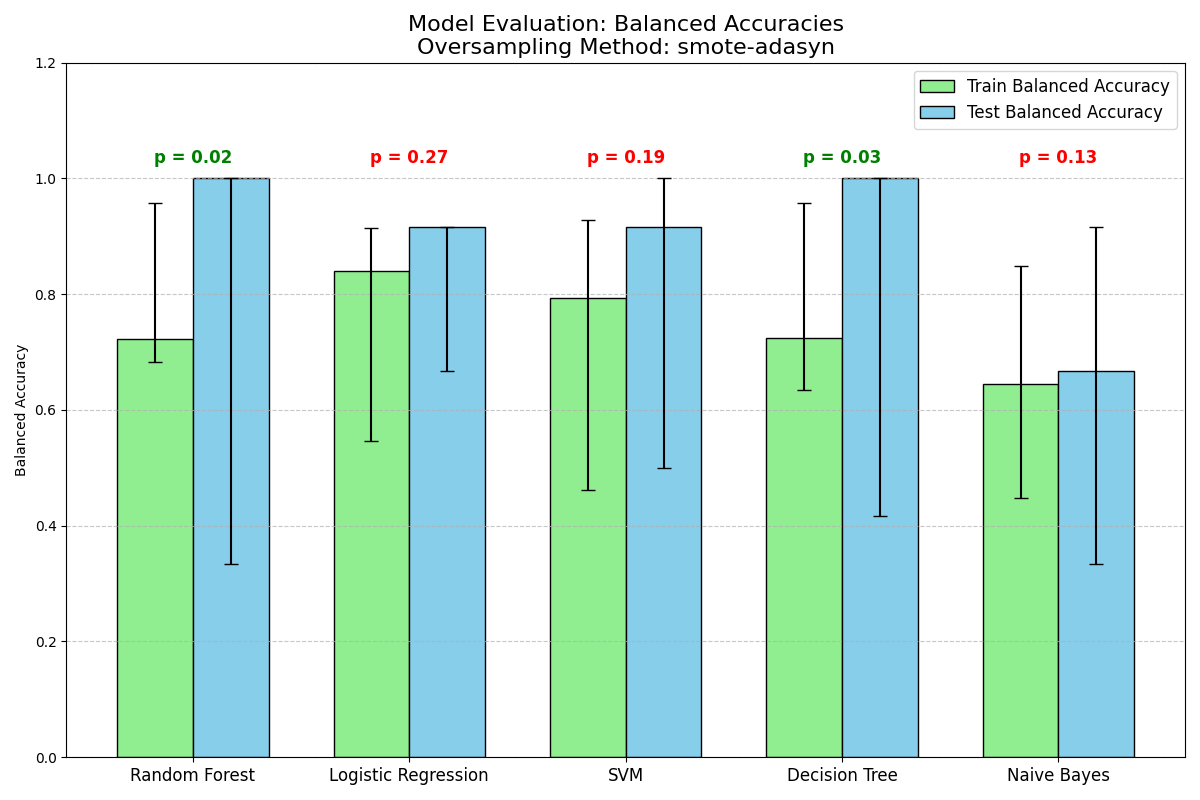 Model Evaluation: Balanced Accuracies
Oversampling Method: smote-adasyn
Train Balanced Accuracy
Test Balanced Accuracy
p = 0.02
p = 0.27
p = 0.19
p = 0.03
p = 0.13
Balanced Accuracy
1.2
1.0
0.8
0.6
0.4
0.2
0.0
Random Forest
Logistic Regression
SVM
Decision Tree
Naive Bayes